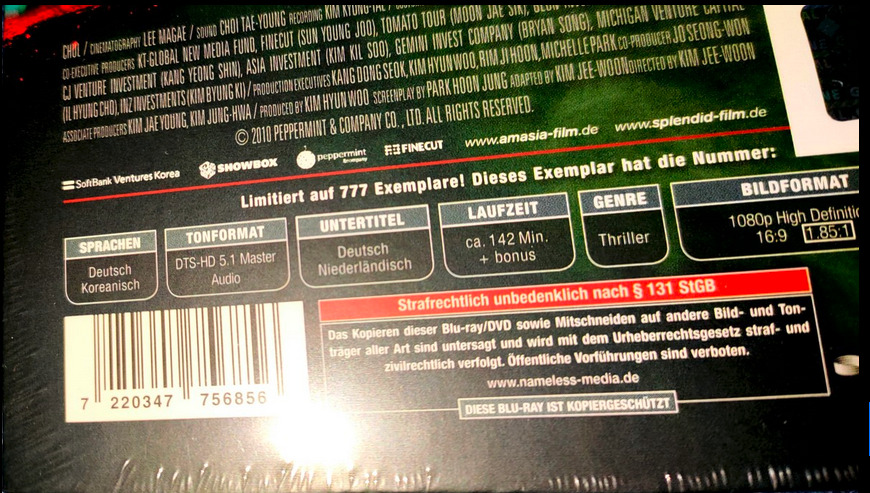 CHUL / CINEMATOGRAPHY LEE MAGAE / SOUND CHOI TAE-YOUNG RECORDING KIM KYUNG-TAE /
CO-EXECUTIVE PRODUCERS KT-GLOBAL NEW MEDIA FUND, FINECUT (SUN YOUNG JOO), TOMATO TOUR (MOON JAE SIK),
CJ VENTURE INVESTMENT (KANG YEONG SHIN), ASIA INVESTMENT (KIM KIL SOO), GEMINI INVEST COMPANY (BRYAN SONG), MICHIGAN VENTURE CAPITAL
(IL HYUNG CHO), INZ INVESTMENTS (KIM BYUNG KI) / PRODUCTION EXECUTIVES KANG DONG SEOK, KIM HYUN WOO, RIM JI HOON, MICHELLE PARK CO-PRODUCER JO SEONG-WON
ASSOCIATE PRODUCERS KIM JAE YOUNG, KIM JUNG-HWA / PRODUCED BY KIM HYUN WOO SCREENPLAY BY PARK HOON JUNG ADAPTED BY KIM JEE-WOON DIRECTED BY KIM JEE-WOON
© 2010 PEPPERMINT & COMPANY CO., LTD. ALL RIGHTS RESERVED.
SoftBank Ventures Korea SHOWBOX peppermint &company FINECUT www.amasia-film.de www.splendid-film.de
Limitiert auf 777 Exemplare! Dieses Exemplar hat die Nummer:
SPRACHEN
Deutsch
Koreanisch
TONFORMAT
DTS-HD 5.1 Master
Audio
UNTERTITEL
Deutsch
Niederländisch
LAUFZEIT
ca. 142 Min.
+ bonus
GENRE
Thriller
BILDFORMAT
1080p High Definitio
16:9 1.85:1
7 220347 756856
Strafrechtlich unbedenklich nach § 131 StGB
Das Kopieren dieser Blu-ray/DVD sowie Mitschneiden auf andere Bild- und Ton-
träger aller Art sind untersagt und wird mit dem Urheberrechtsgesetz straf- und
zivilrechtlich verfolgt. Öffentliche Vorführungen sind verboten.
www.nameless-media.de
DIESE BLU-RAY IST KOPIERGESCHÜTZT